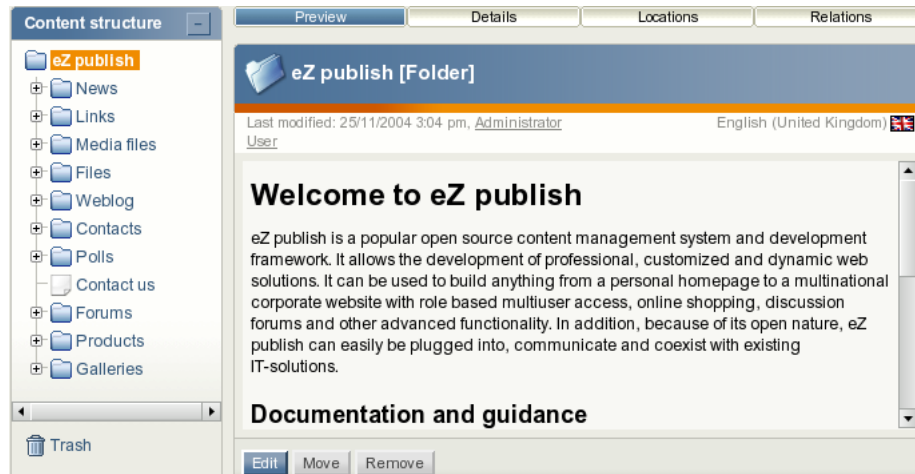 Content structure
-
eZ publish
News
Links
Media files
Files
Weblog
Contacts
Polls
Contact us
Forums
Products
Galleries
Trash
Preview
Details
Locations
Relations
eZ publish [Folder]
Last modified: 25/11/2004 3:04 pm, Administrator
User
English (United Kingdom)
Welcome to eZ publish
eZ publish is a popular open source content management system and development
framework. It allows the development of professional, customized and dynamic web
solutions. It can be used to build anything from a personal homepage to a multinational
corporate website with role based multiuser access, online shopping, discussion
forums and other advanced functionality. In addition, because of its open nature, eZ
publish can easily be plugged into, communicate and coexist with existing
IT-solutions.
Documentation and guidance
Edit
Move
Remove